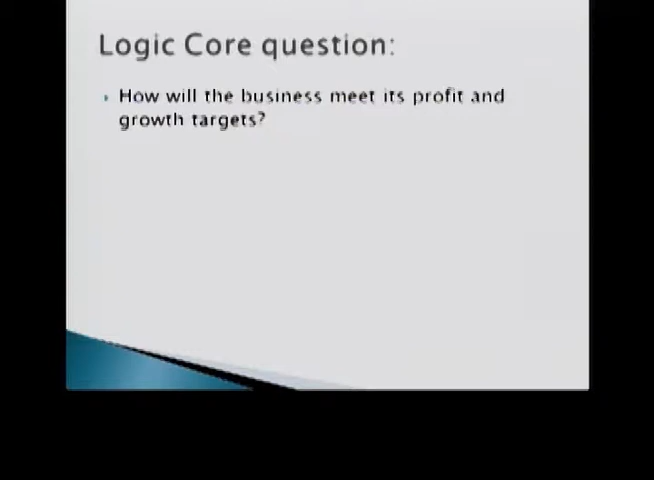 Logic Core question:
How will the business meet its profit and
growth targets?